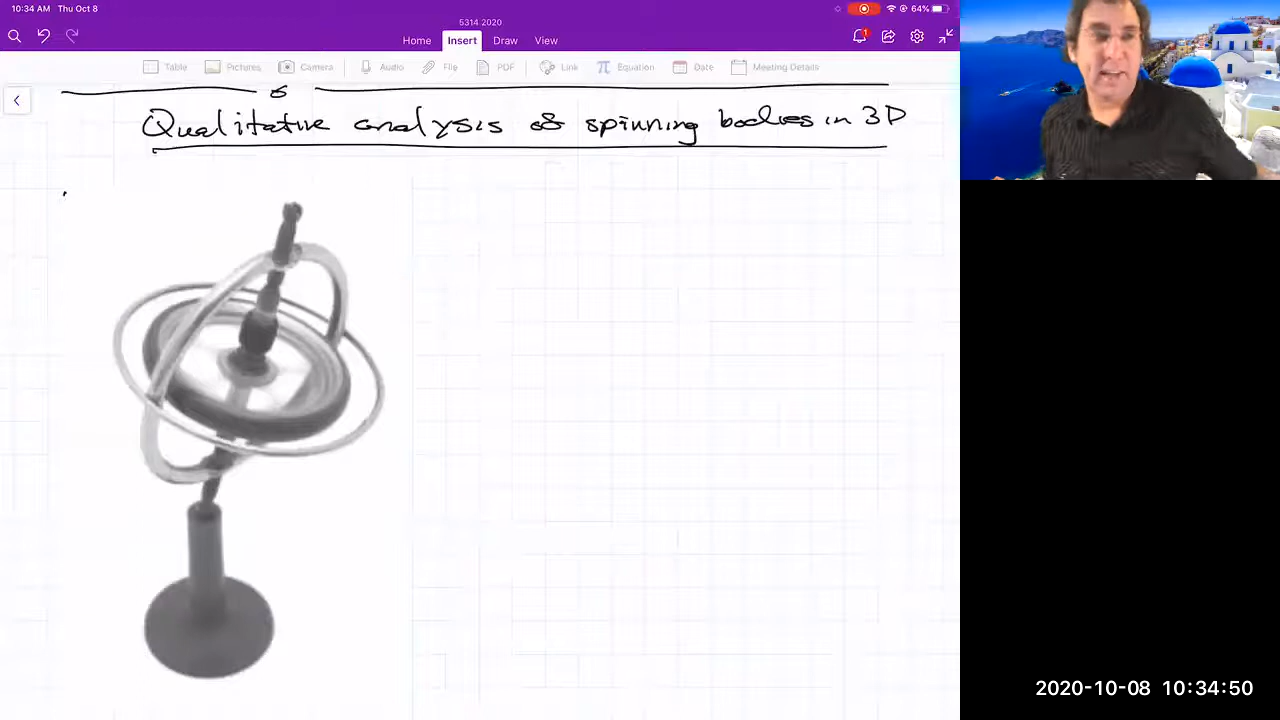 10:34 AM Thu Oct 8
64%
5314 2020
Home Insert Draw View
1
Table Pictures Camera Audio File PDF Link Equation Date Meeting Details
Qualitative analysis of spinning bodies in 3D
2020-10-08 10:34:50